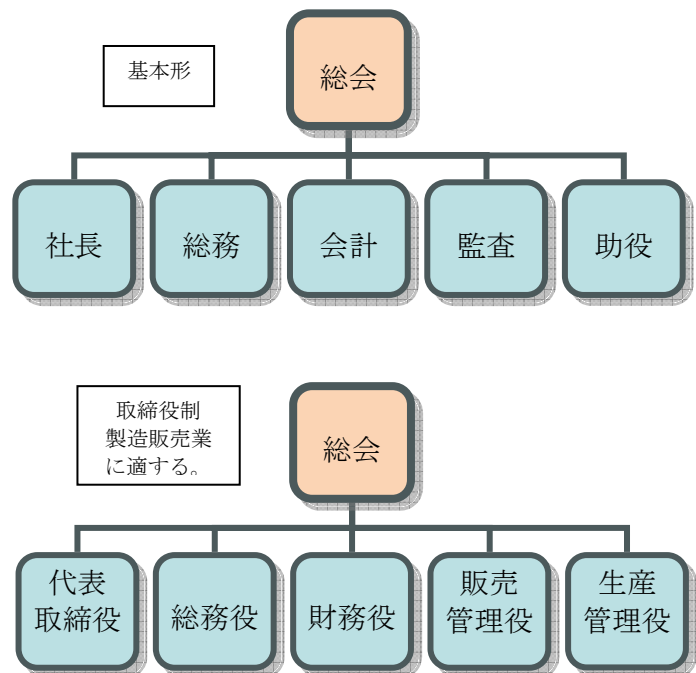 基本形
総会
社長
総務
会計
監査
助役
取締役制
製造販売業
に適する。
総会
代表
取締役
総務役
財務役
販売
管理役
生産
管理役